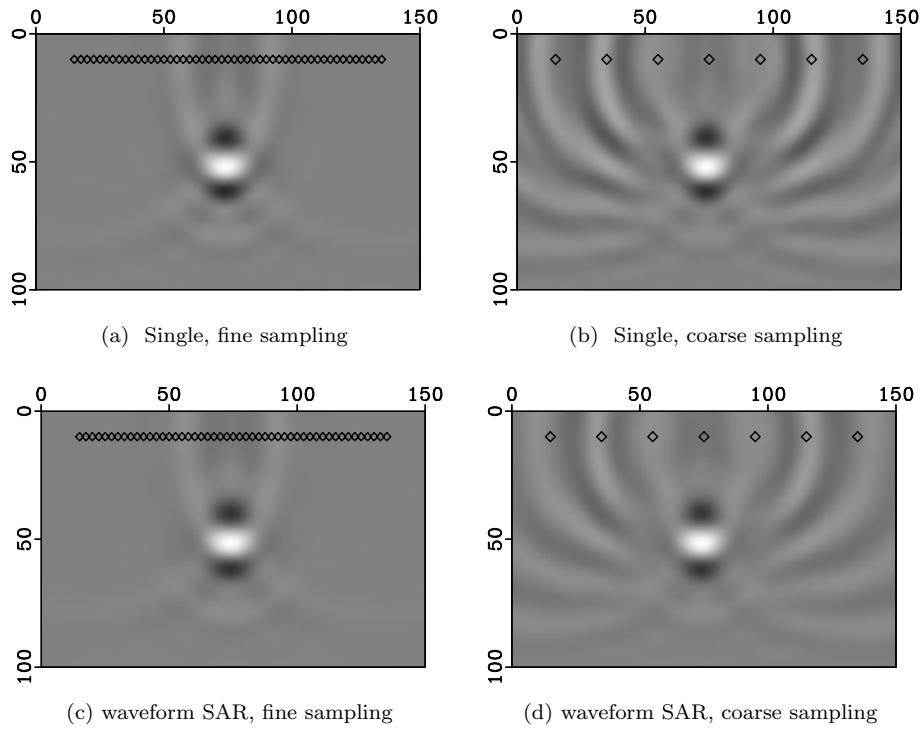 0 50 100 150
0
50
100
(a) Single, fine sampling
0 50 100 150
0
50
100
(b) Single, coarse sampling
0 50 100 150
0
50
100
(c) waveform SAR, fine sampling
0 50 100 150
0
50
100
(d) waveform SAR, coarse sampling